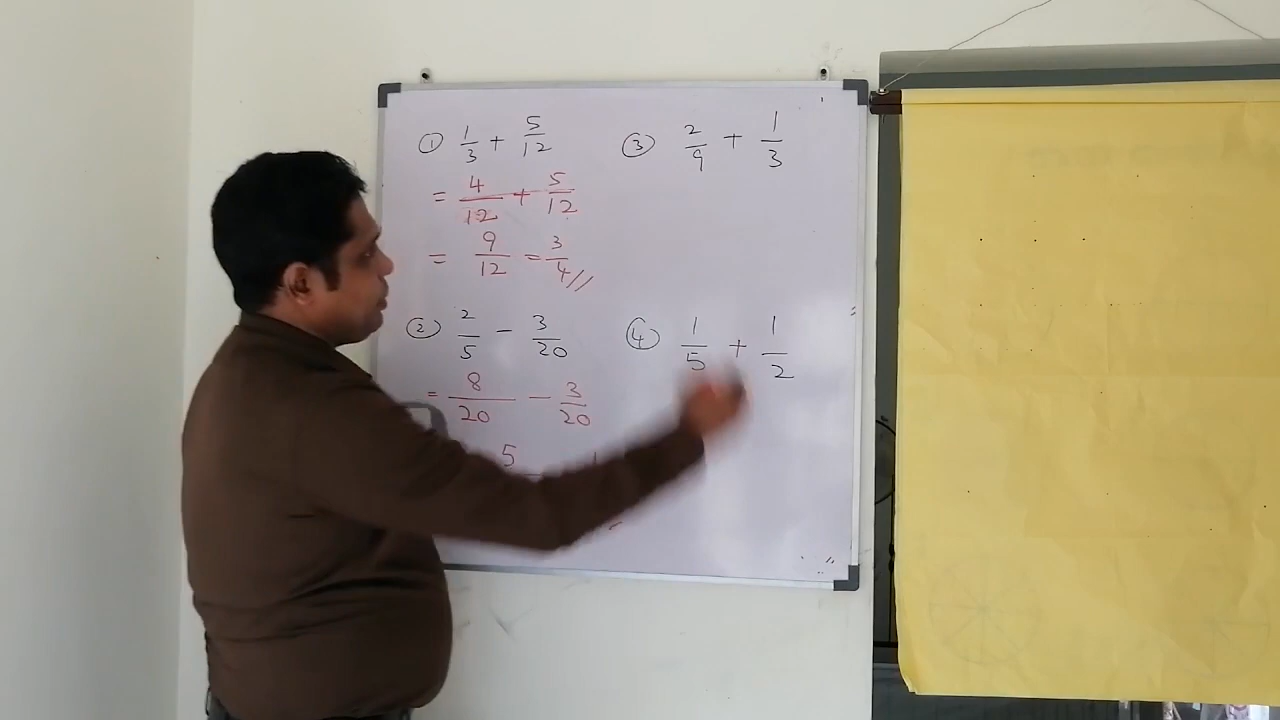 ① 1/3 + 5/12
= 4/12 + 5/12
= 9/12 = 3/4 //
② 2/5 - 3/20
= 8/20 - 3/20
5 1
③ 2/9 + 1/3
④ 1/5 + 1/2